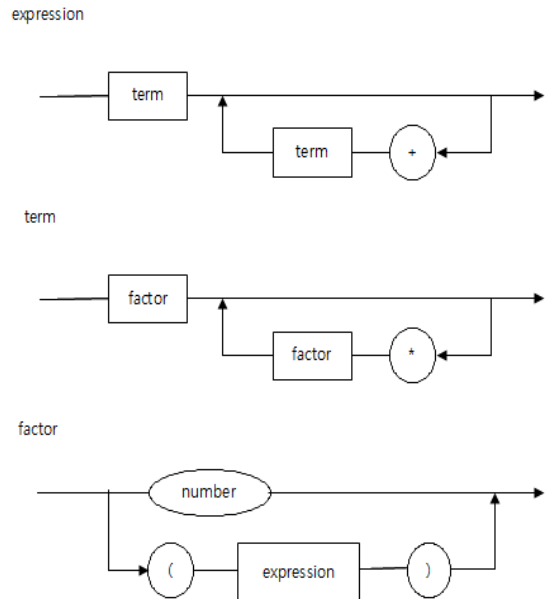 expression
term
term +
term
factor
factor *
factor
number
( expression )